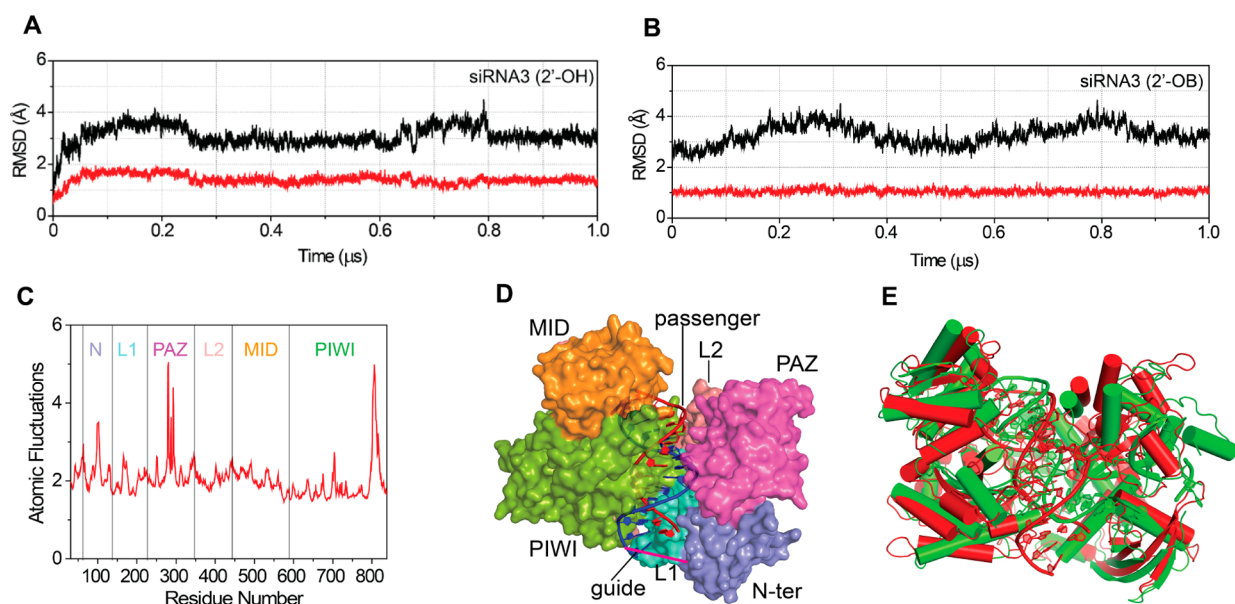 A
6
4
2
0
RMSD (Å)
siRNA3 (2'-OH)
0 0.2 0.4 0.6 0.8 1.0
Time (μs)
B
6
4
2
0
RMSD (Å)
siRNA3 (2'-OB)
0 0.2 0.4 0.6 0.8 1.0
Time (μs)
C
6
5
4
3
2
1
0
Atomic Fluctuations
N L1 PAZ L2 MID PIWI
100 200 300 400 500 600 700 800
Residue Number
D
MID
passenger
L2
PAZ
PIWI
guide
L1
N-ter
E